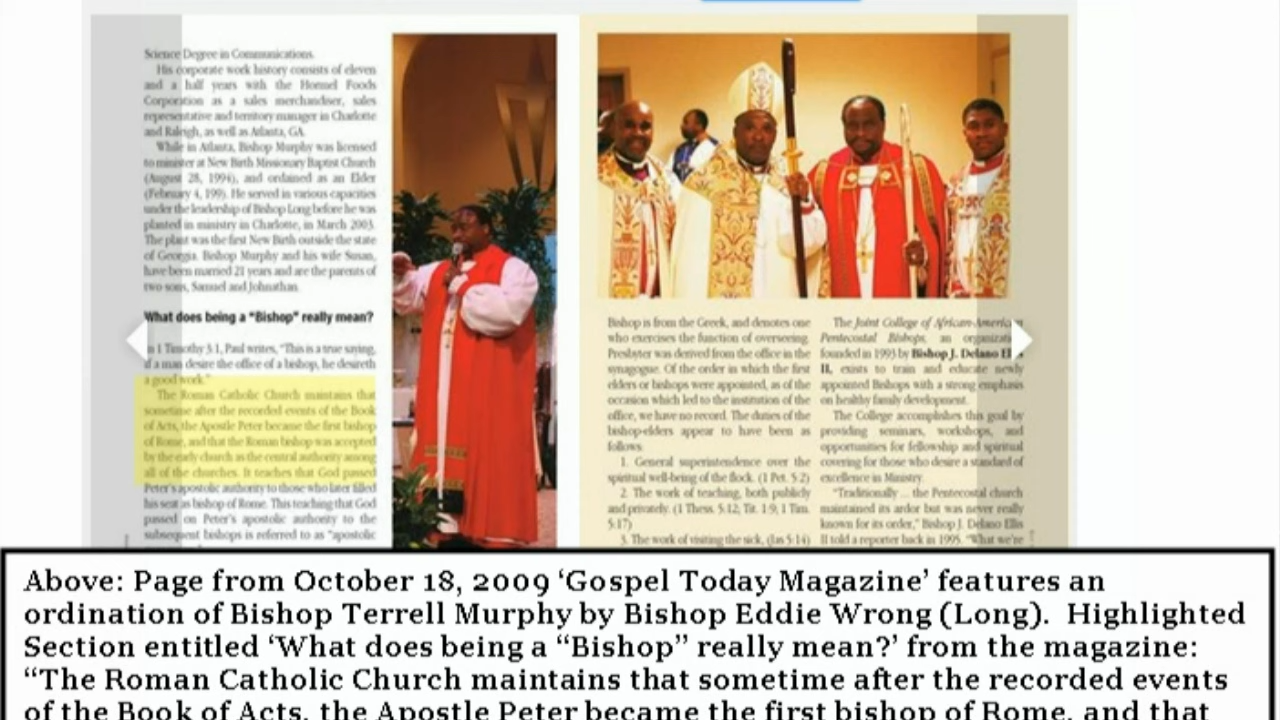 Science Degree in Communications.
His corporate work history consists of eleven
and a half years with the Hormel Foods
Corporation as a sales merchandiser, sales
representative and territory manager in Charlotte
and Raleigh, as well as Atlanta, GA.
While in Atlanta, Bishop Murphy was licensed
to minister at New Birth Missionary Baptist Church
(August 28, 1994), and ordained as an Elder
(February 4, 199). He served in various capacities
under the leadership of Bishop Long before he was
planted in ministry in Charlotte, in March 2003.
The plant was the first New Birth outside the state
of Georgia. Bishop Murphy and his wife Susan,
have been married 21 years and are the parents of
two sons, Samuel and Johnathan.
What does being a “Bishop” really mean?
In 1 Timothy 3:1, Paul writes, “This is a true saying,
if a man desire the office of a bishop, he desireth
a good work.”
The Roman Catholic Church maintains that
sometime after the recorded events of the Book
of Acts, the Apostle Peter became the first bishop
of Rome, and that the Roman bishop was accepted
by the early church as the central authority among
all of the churches. It teaches that God passed
Peter's apostolic authority to those who later filled
his seat as bishop of Rome. This teaching that God
passed on Peter's apostolic authority to the
subsequent bishops is referred to as “apostolic
Bishop is from the Greek, and denotes one
who exercises the function of overseeing.
Presbyter was derived from the office in the
synagogue. Of the order in which the first
elders or bishops were appointed, as of the
occasion which led to the institution of the
office, we have no record. The duties of the
bishop-elders appear to have been as
follows.
1. General superintendence over the
spiritual well-being of the flock. (1 Pet. 5:2)
2. The work of teaching, both publicly
and privately. (1 Thess. 5:12; Tit. 1:9; 1 Tim.
5:17)
3. The work of visiting the sick, (Jas 5:14)
The Joint College of African-American
Pentecostal Bishops, an organization
founded in 1993 by Bishop J. Delano Ellis
II, exists to train and educate newly
appointed Bishops with a strong emphasis
on healthy family development.
The College accomplishes this goal by
providing seminars, workshops, and
opportunities for fellowship and spiritual
covering for those who desire a standard of
excellence in Ministry.
“Traditionally... the Pentecostal church
maintained its ardor but was never really
known for its order,” Bishop J. Delano Ellis
II told a reporter back in 1995. “What we're
Above: Page from October 18, 2009 ‘Gospel Today Magazine’ features an
ordination of Bishop Terrell Murphy by Bishop Eddie Wrong (Long). Highlighted
Section entitled ‘What does being a “Bishop” really mean?’ from the magazine:
“The Roman Catholic Church maintains that sometime after the recorded events
of the Book of Acts, the Apostle Peter became the first bishop of Rome, and that